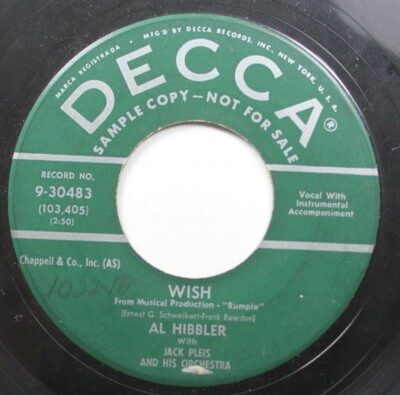 MARCA REGISTRADA • MF'G BY DECCA RECORDS, INC., NEW YORK, U. S. A.
DECCA®
SAMPLE COPY — NOT FOR SALE
RECORD NO.
9-30483
(103,405)
(2:50)
Vocal With
Instrumental
Accompaniment
Chappell & Co., Inc. (AS)
WISH
From Musical Production - "Rumple"
(Ernest G. Schweikert-Frank Reardon)
AL HIBBLER
With
JACK PLEIS
AND HIS ORCHESTRA